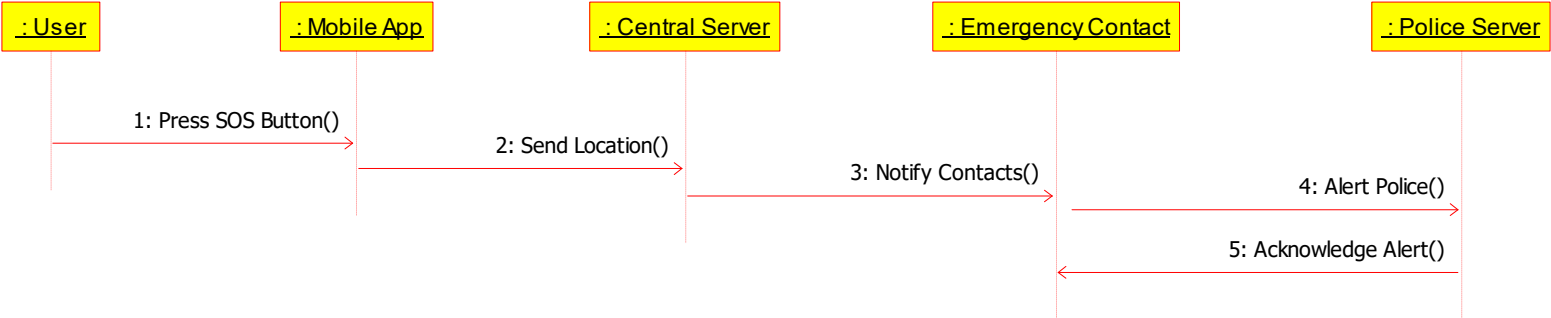 : User
: Mobile App
: Central Server
: Emergency Contact
: Police Server
1: Press SOS Button()
2: Send Location()
3: Notify Contacts()
4: Alert Police()
5: Acknowledge Alert()